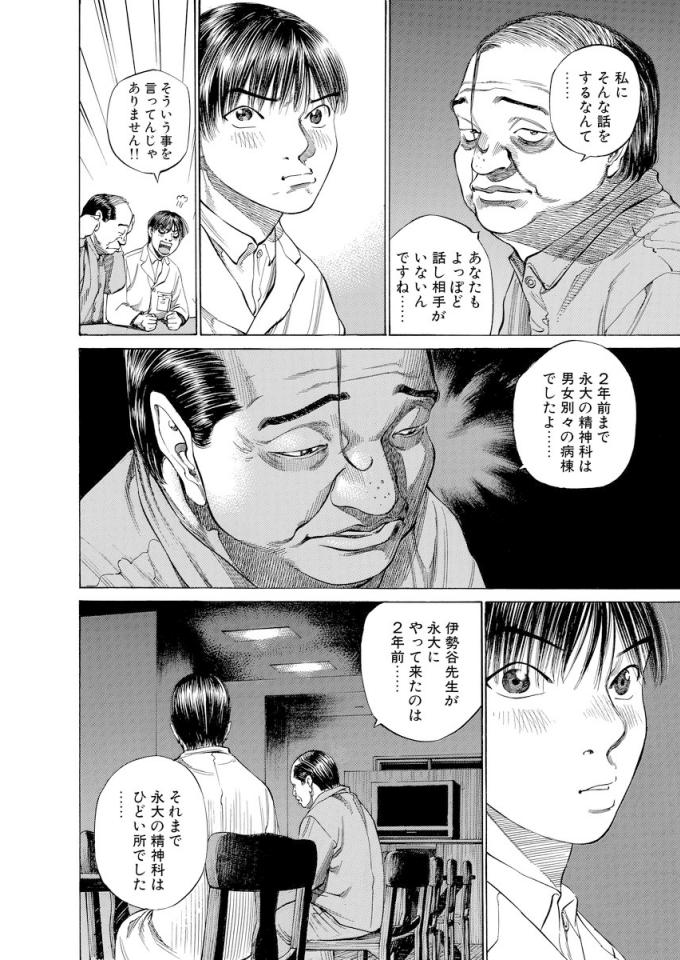 私に
そんな話を
するなんて
……
あなたも
よっぽど
話し相手が
いないん
ですね……
そういう事を
言ってんじゃ
ありません!!
2年前まで
永大の精神科は
男女別々の病棟
でしたよ……
伊勢谷先生が
永大に
やって来たのは
2年前……
それまで
永大の精神科は
ひどい所でした
……